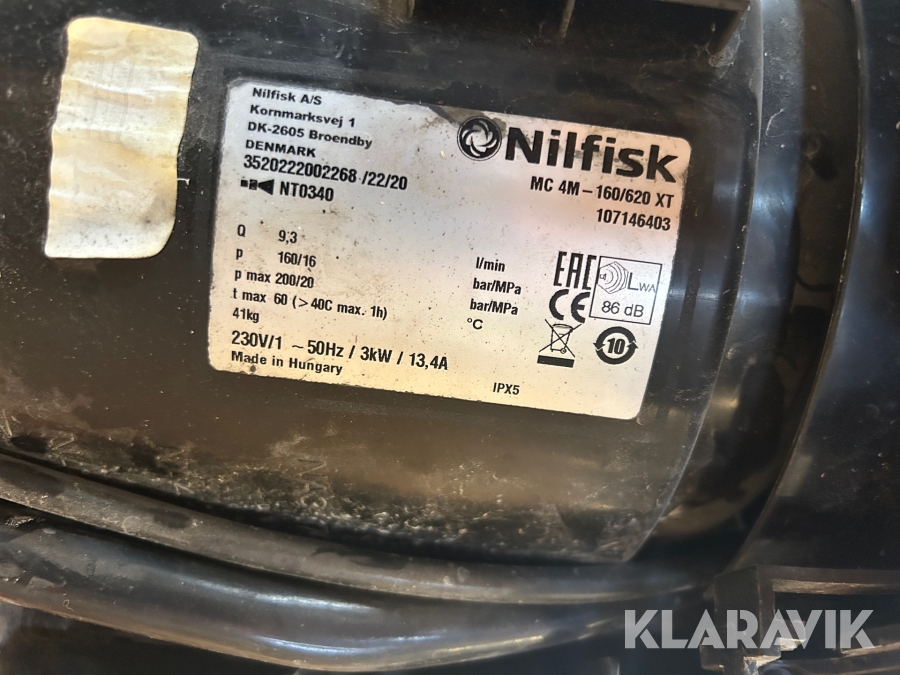 Nilfisk A/S
Kornmarksvej 1
DK-2605 Broendby
DENMARK
3520222002268 /22/20
NT0340
Nilfisk
MC 4M-160/620 XT
107146403
Q 9,3 l/min
p 160/16 bar/MPa
p max 200/20 bar/MPa
t max 60 (>40C max. 1h) °C
41kg
230V/1 ~50Hz / 3kW / 13,4A
Made in Hungary
IPX5
EAC
CE
LWA
86 dB
10
KLARAVIK